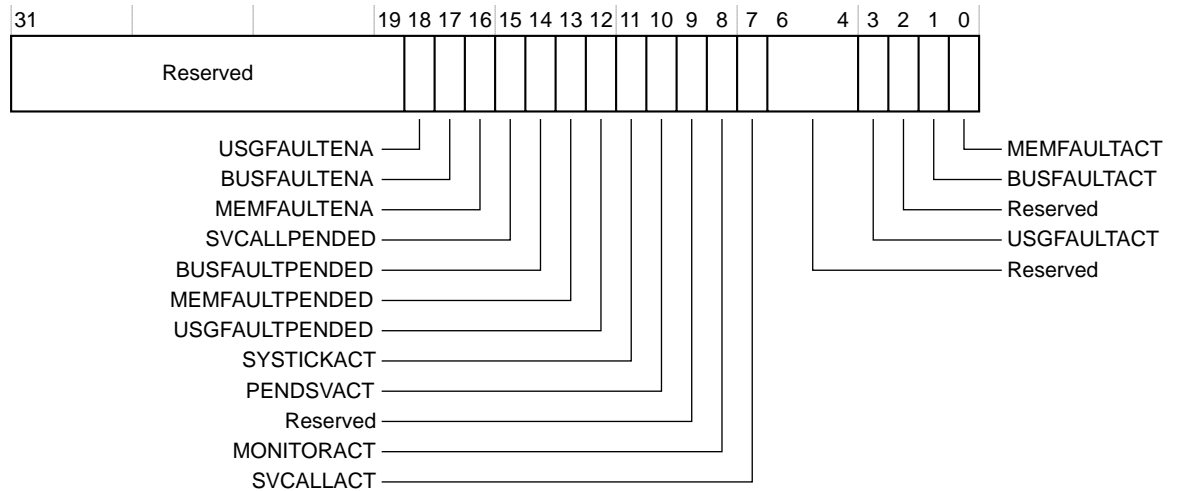 31 19 18 17 16 15 14 13 12 11 10 9 8 7 6 4 3 2 1 0
Reserved
USGFAULTENA MEMFAULTACT
BUSFAULTENA BUSFAULTACT
MEMFAULTENA Reserved
SVCALLPENDED USGFAULTACT
BUSFAULTPENDED Reserved
MEMFAULTPENDED
USGFAULTPENDED
SYSTICKACT
PENDSVACT
Reserved
MONITORACT
SVCALLACT